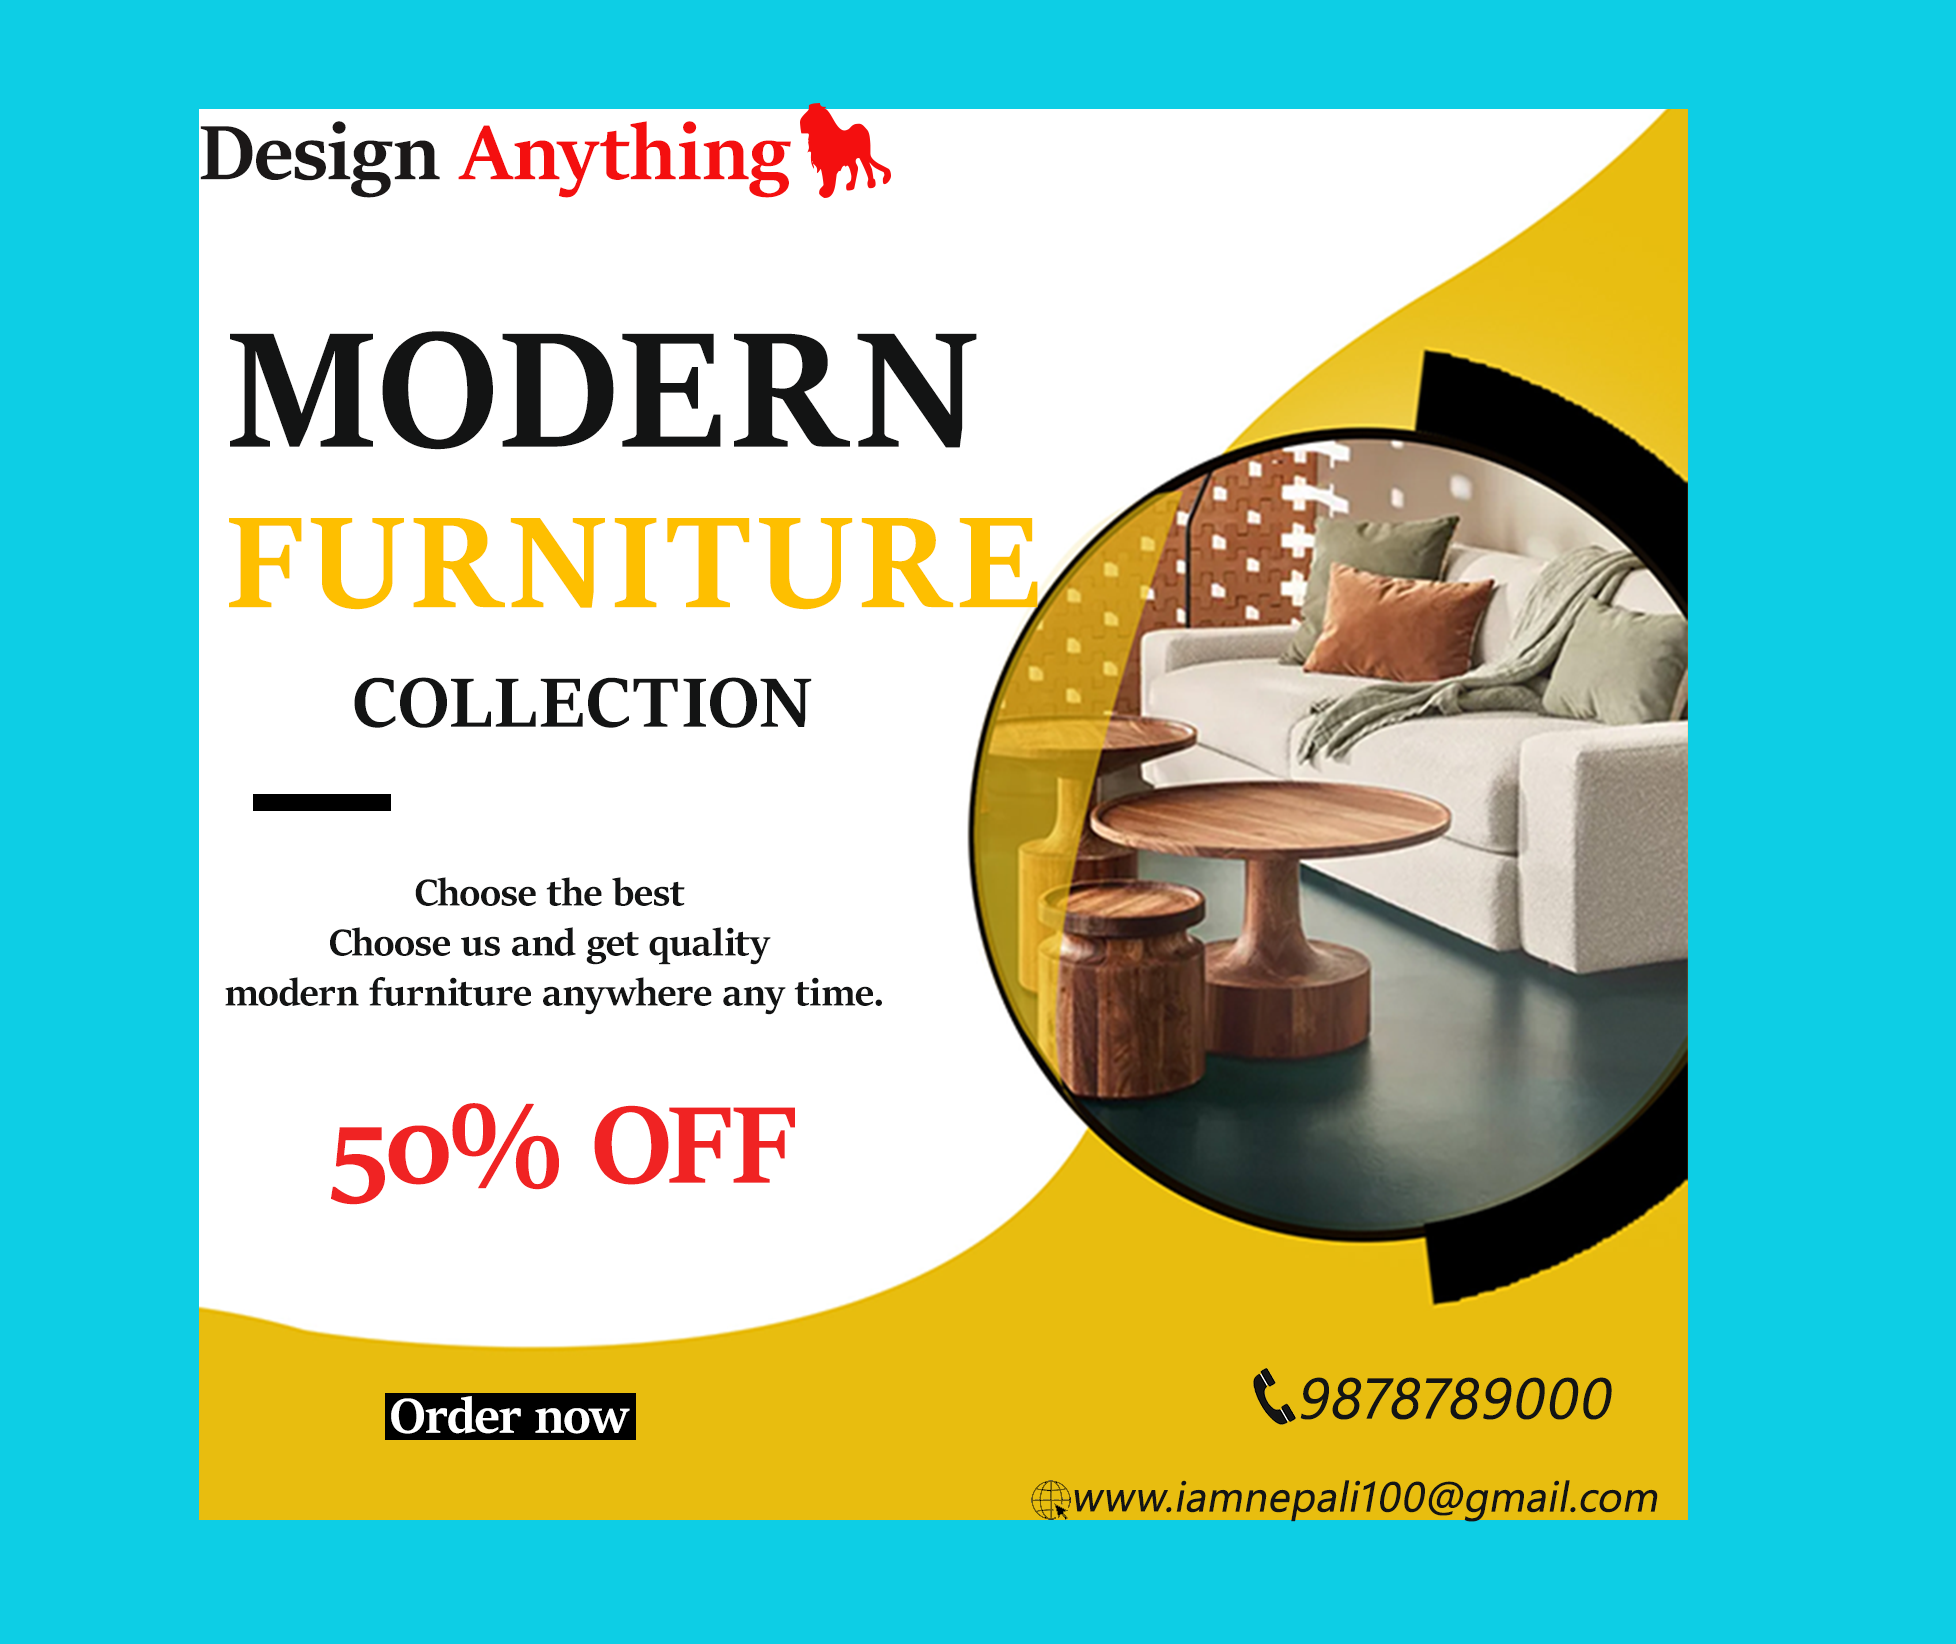 Design Anything
MODERN
FURNITURE
COLLECTION
Choose the best
Choose us and get quality
modern furniture anywhere any time.
50% OFF
Order now
9878789000
www.iamnepali100@gmail.com